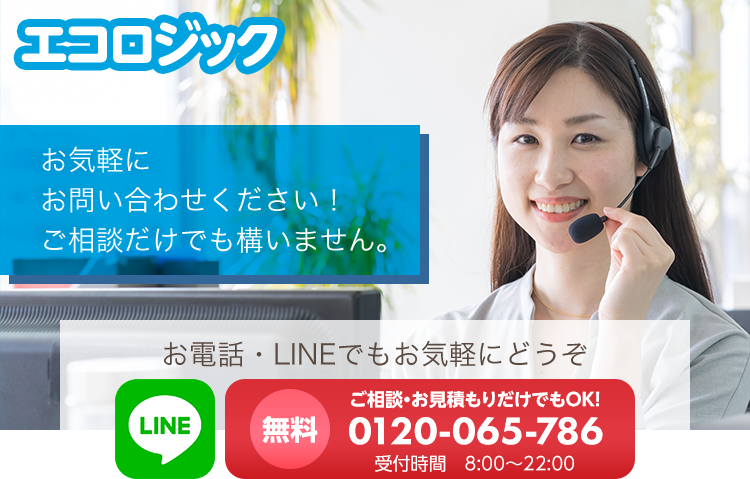 エコロジック
お気軽に
お問い合わせください！
ご相談だけでも構いません。
お電話・LINEでもお気軽にどうぞ
LINE
無料
ご相談・お見積もりだけでもOK!
0120-065-786
受付時間　8:00〜22:00